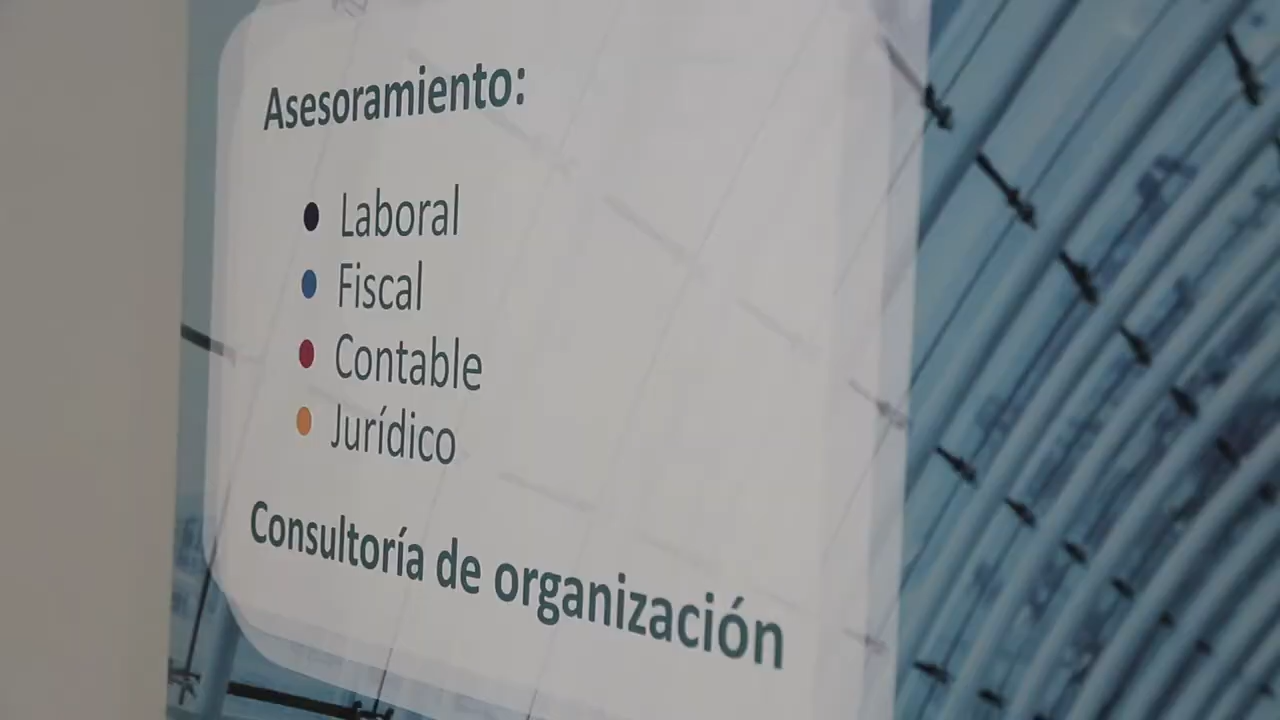 Asesoramiento:
Laboral
Fiscal
Contable
Jurídico
Consultoría de organización